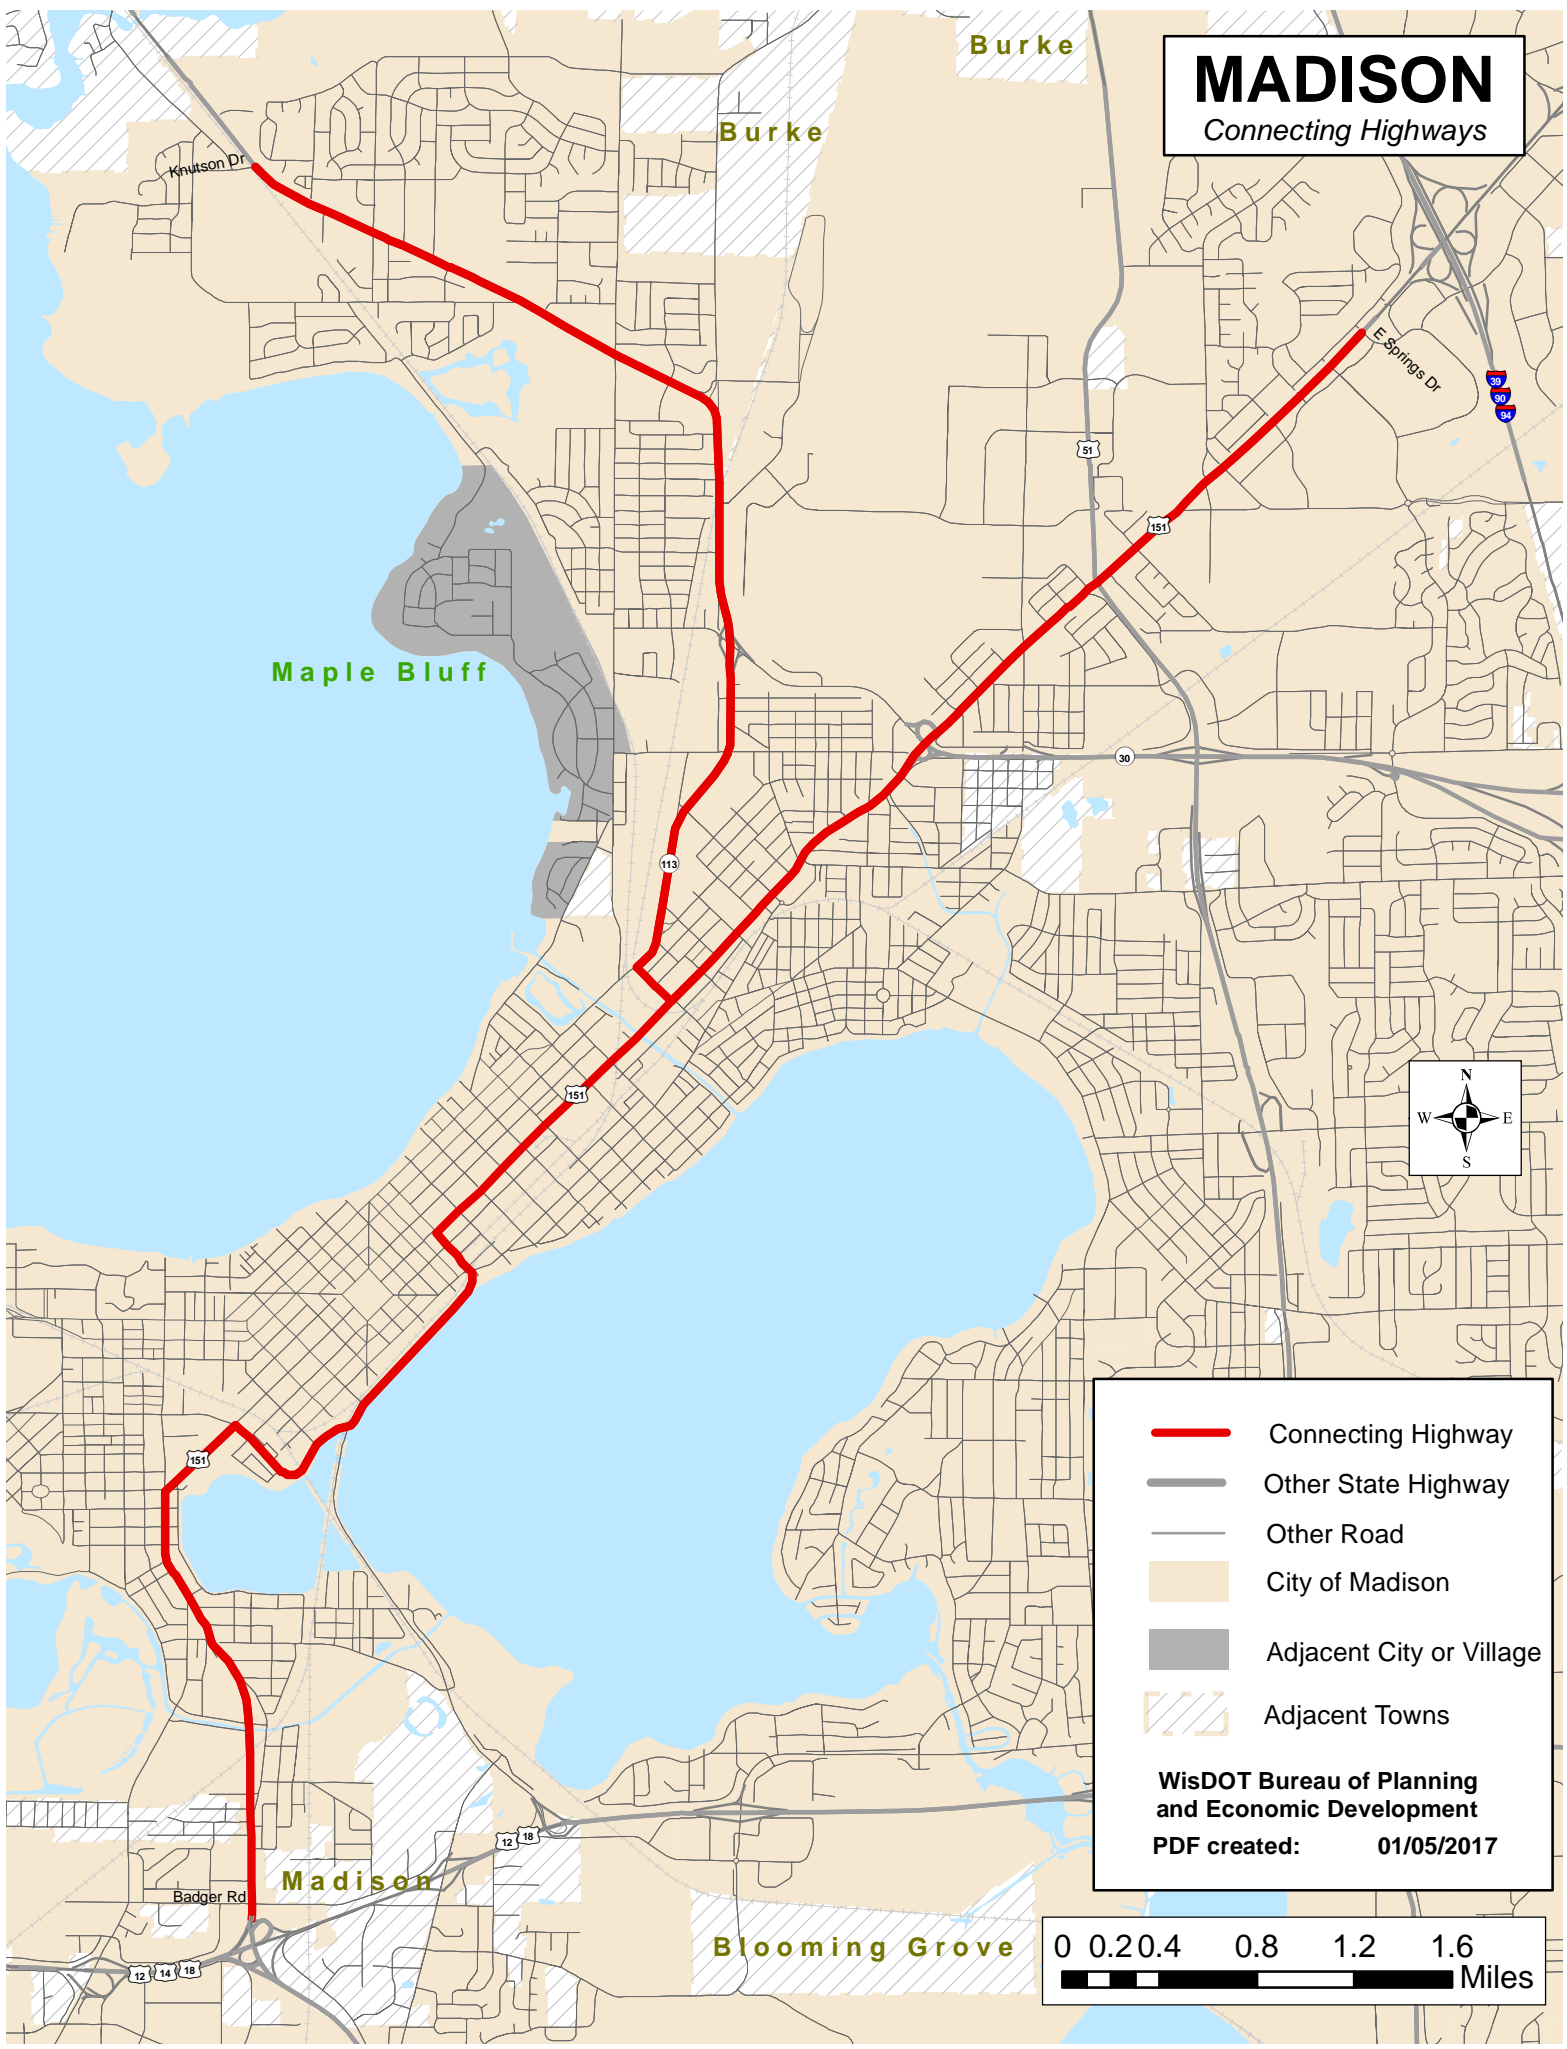 Burke
MADISON
Connecting Highways
Burke
Knutson Dr
E Springs Dr
39
90
94
51
151
Maple Bluff
30
113
151
N
W E
S
151
Connecting Highway
Other State Highway
Other Road
City of Madison
Adjacent City or Village
Adjacent Towns
WisDOT Bureau of Planning
and Economic Development
PDF created: 01/05/2017
12 18
Madison
Badger Rd
Blooming Grove
12 14 18
0 0.2 0.4 0.8 1.2 1.6
Miles